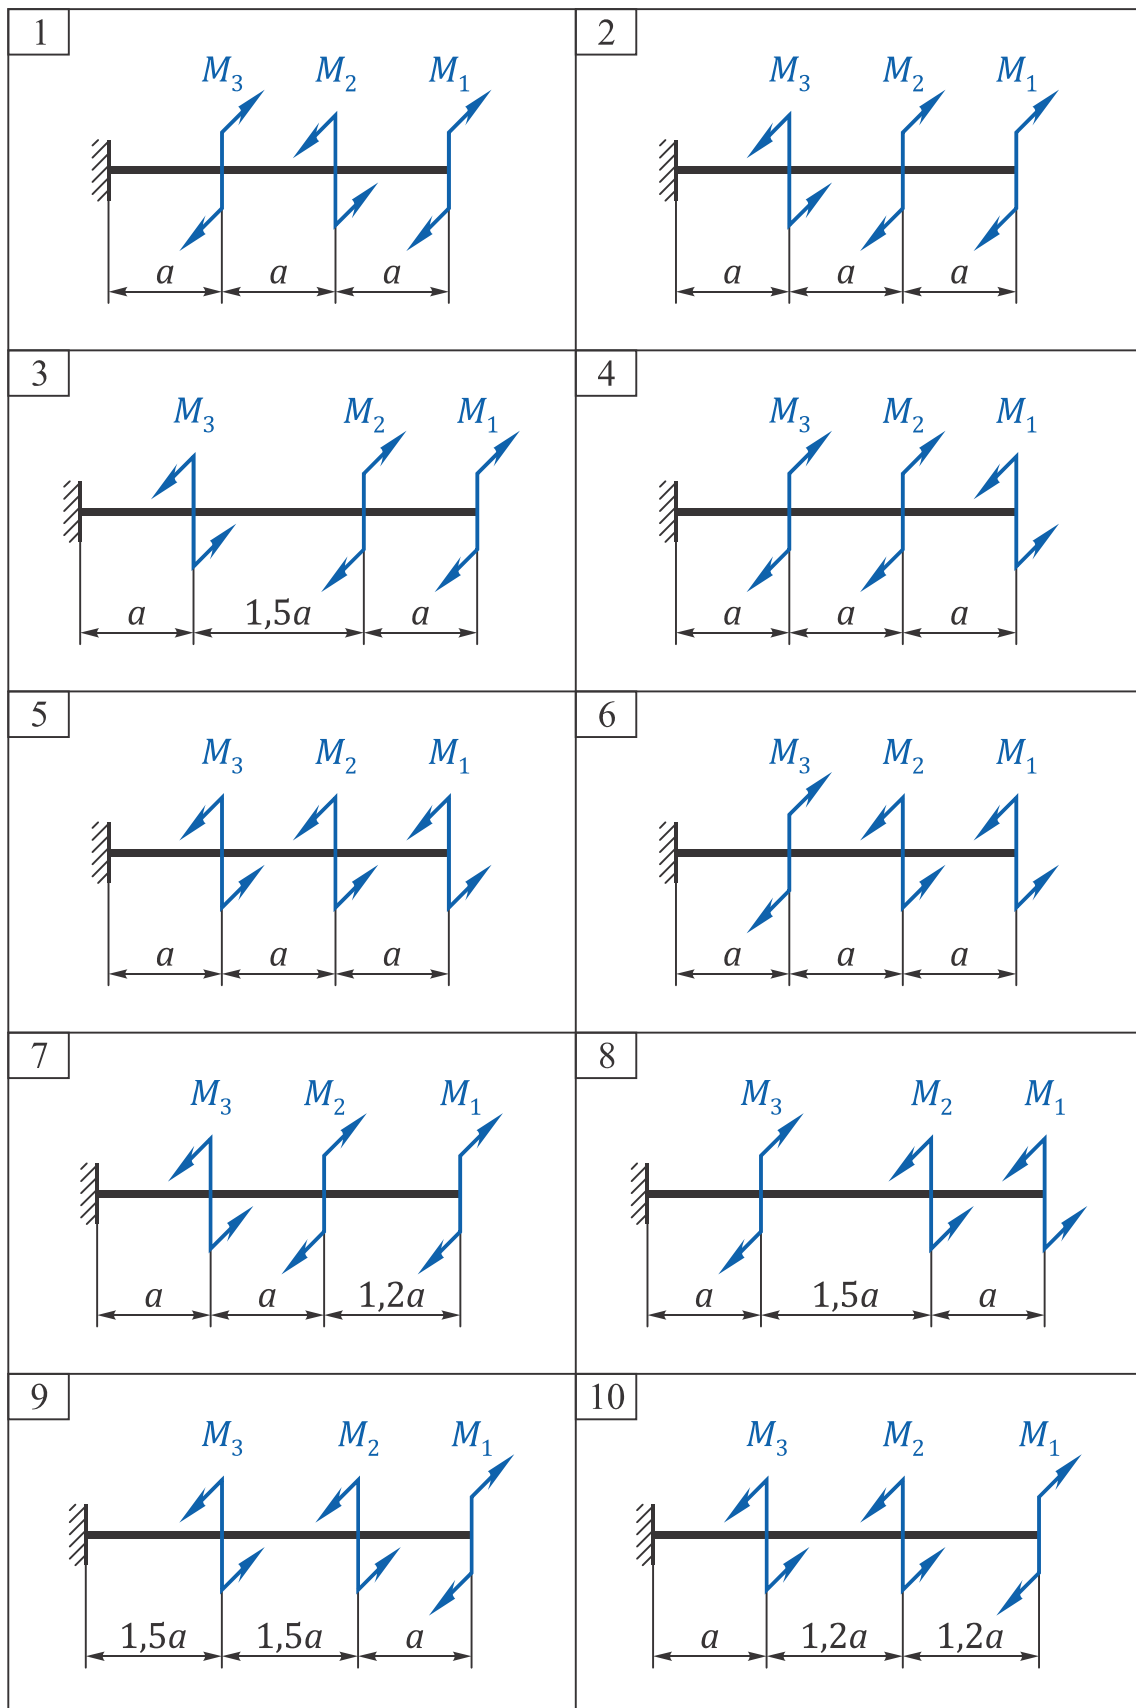 1
M₃ M₂ M₁
a a a
2
M₃ M₂ M₁
a a a
3
M₃ M₂ M₁
a 1,5a a
4
M₃ M₂ M₁
a a a
5
M₃ M₂ M₁
a a a
6
M₃ M₂ M₁
a a a
7
M₃ M₂ M₁
a a 1,2a
8
M₃ M₂ M₁
a 1,5a a
9
M₃ M₂ M₁
1,5a 1,5a a
10
M₃ M₂ M₁
a 1,2a 1,2a